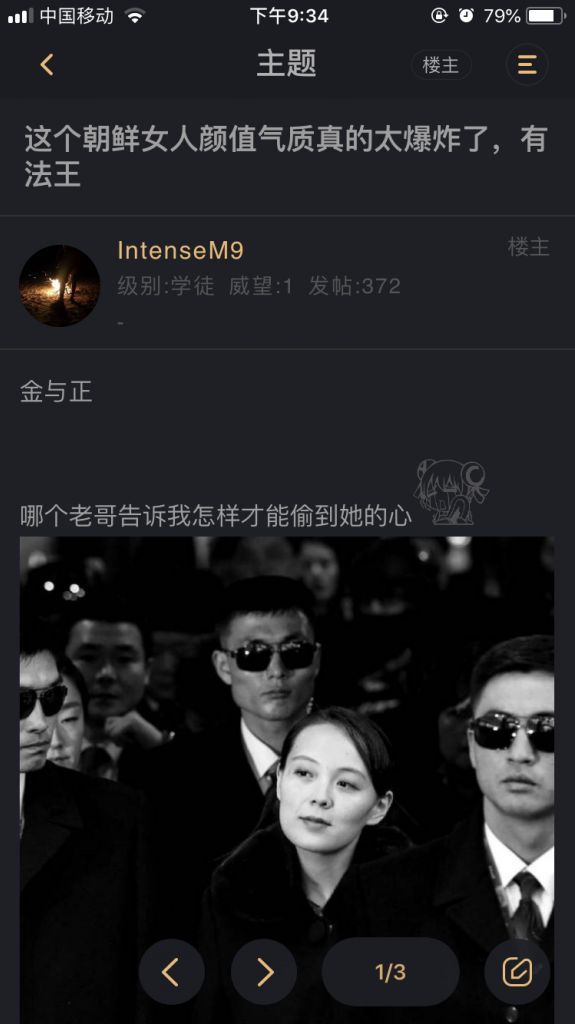 中国移动 下午9:34 79%
主题 楼主
这个朝鲜女人颜值气质真的太爆炸了，有
法王
IntenseM9 楼主
级别:学徒 威望:1 发帖:372
-
金与正
哪个老哥告诉我怎样才能偷到她的心
1/3